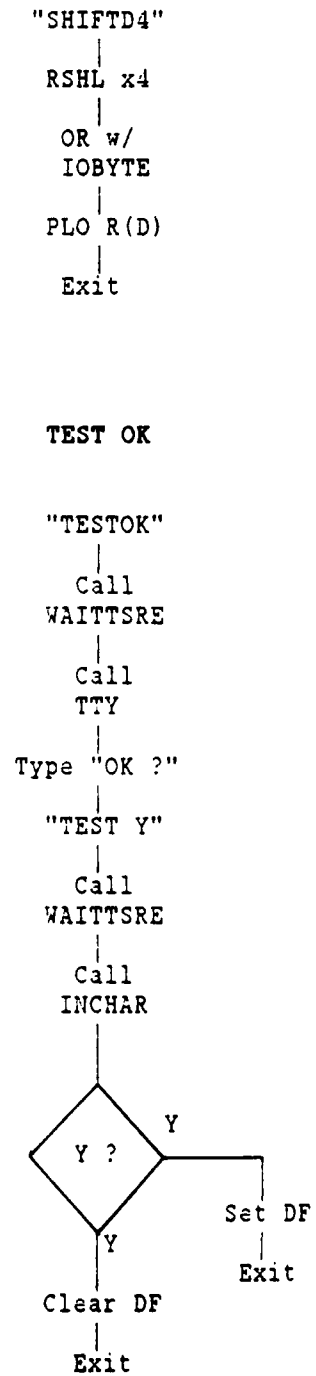 "SHIFTD4"
RSHL x4
OR w/
IOBYTE
PLO R(D)
Exit
TEST OK
"TESTOK"
Call
WAITTSRE
Call
TTY
Type "OK ?"
"TEST Y"
Call
WAITTSRE
Call
INCHAR
Y ?
Y
Set DF
Exit
Y
Clear DF
Exit